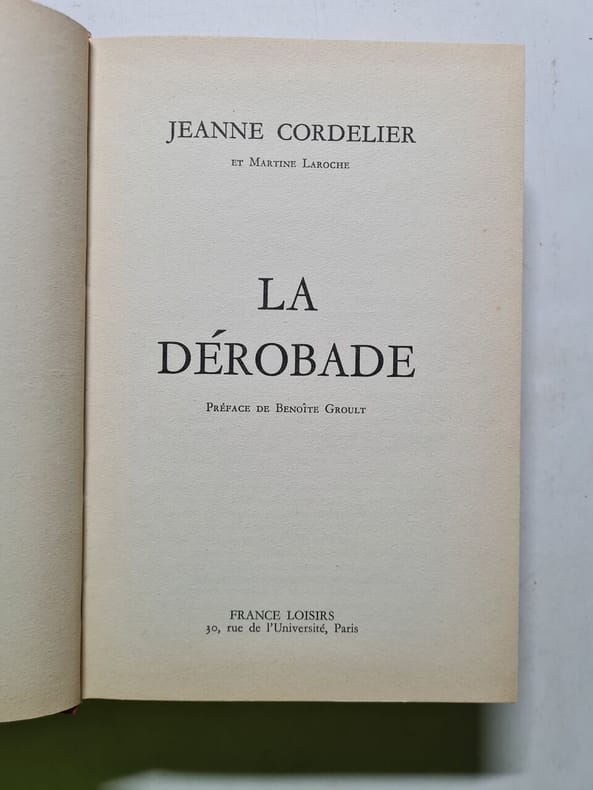 JEANNE CORDELIER
ET MARTINE LAROCHE
LA
DÉROBADE
PRÉFACE DE BENOÎTE GROULT
FRANCE LOISIRS
30, rue de l'Université, Paris